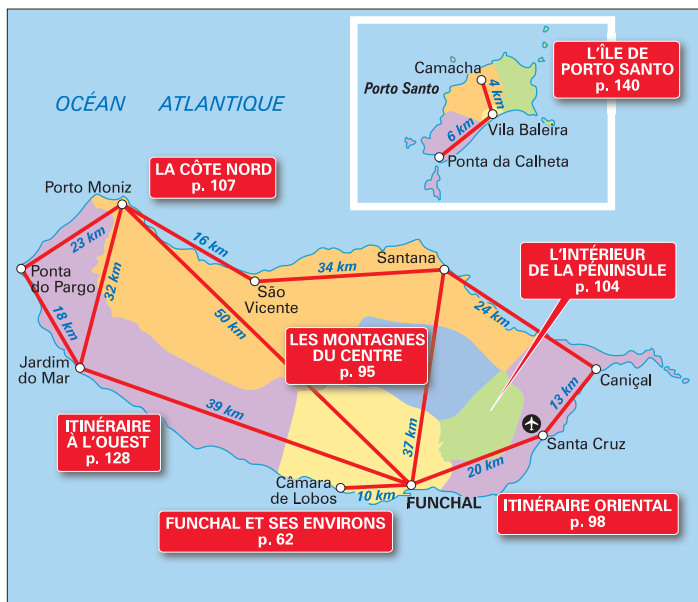 L'ÎLE DE
PORTO SANTO
p. 140
Camacha
Porto Santo
4 km
Vila Baleira
6 km
Ponta da Calheta
OCÉAN ATLANTIQUE
LA CÔTE NORD
p. 107
Porto Moniz
23 km
16 km
32 km
Ponta
do Pargo
18 km
50 km
São
Vicente
34 km
Santana
L'INTÉRIEUR
DE LA PÉNINSULE
p. 104
24 km
LES MONTAGNES
DU CENTRE
p. 95
Jardim
do Mar
39 km
37 km
Caniçal
13 km
Santa Cruz
20 km
ITINÉRAIRE
À L'OUEST
p. 128
Câmara
de Lobos
10 km
FUNCHAL
FUNCHAL ET SES ENVIRONS
p. 62
ITINÉRAIRE ORIENTAL
p. 98